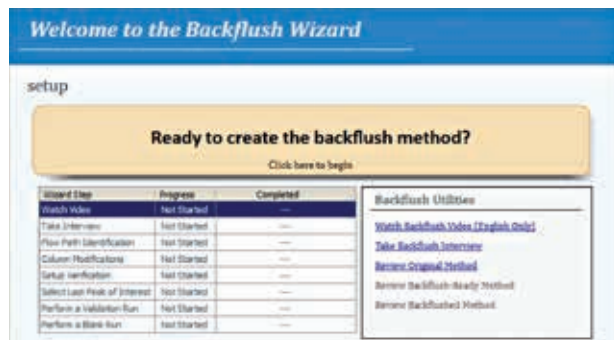 Welcome to the Backflush Wizard
setup
Ready to create the backflush method?
Click here to begin
Wizard Step Progress Completed
Watch Video Not Started ---
Take Interview Not Started ---
Flow Path Identification Not Started ---
Column Modifications Not Started ---
Setup Verification Not Started ---
Select Last Peak of Interest Not Started ---
Perform a Validation Run Not Started ---
Perform a Blank Run Not Started ---
Backflush Utilities
Watch Backflush Video (English Only)
Take Backflush Interview
Review Original Method
Review Backflush-Ready Method
Review Backflushed Method